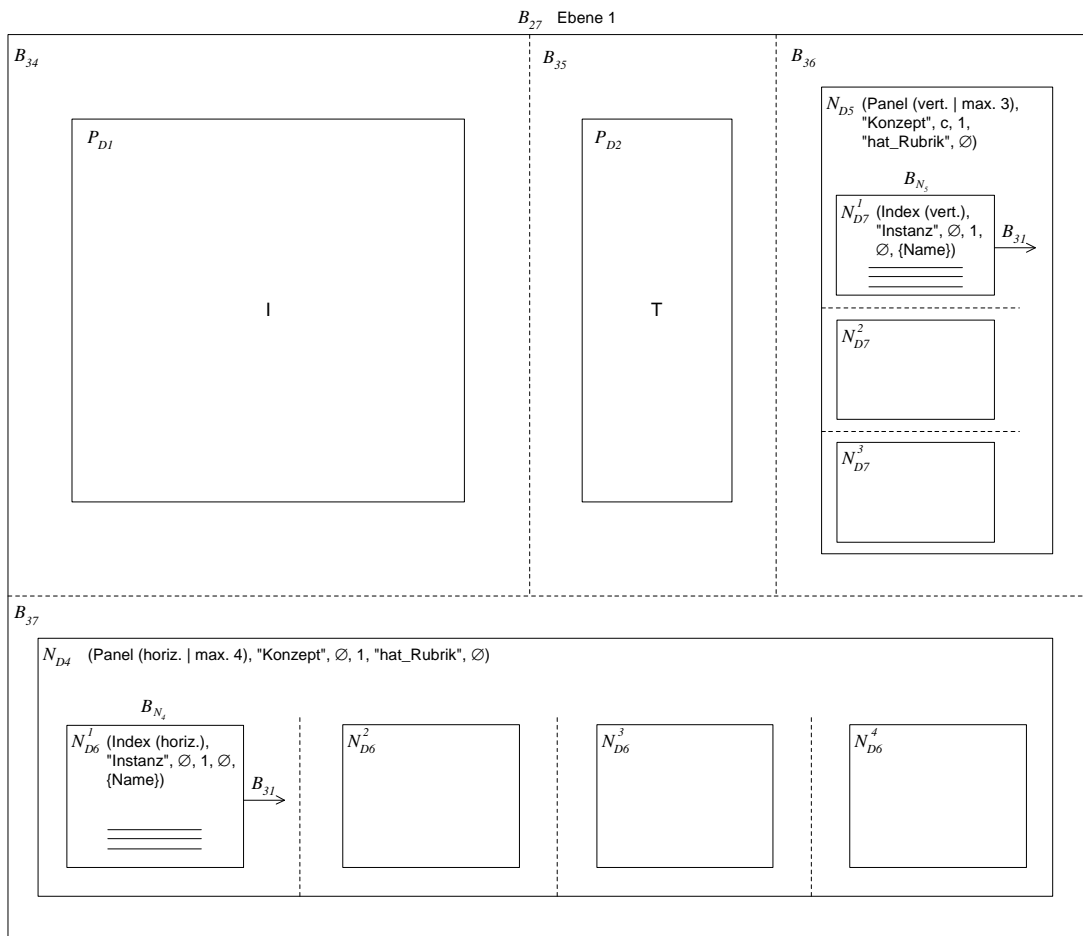 B27 Ebene 1
B34
B35
B36
PD1
I
PD2
T
ND5 (Panel (vert. | max. 3),
"Konzept", c, 1,
"hat_Rubrik", ∅)
BN5
N1D7 (Index (vert.),
"Instanz", ∅, 1,
∅, {Name})
B31
N2D7
N3D7
B37
ND4 (Panel (horiz. | max. 4), "Konzept", ∅, 1, "hat_Rubrik", ∅)
BN4
N1D6 (Index (horiz.),
"Instanz", ∅, 1, ∅,
{Name})
B31
N2D6
N3D6
N4D6